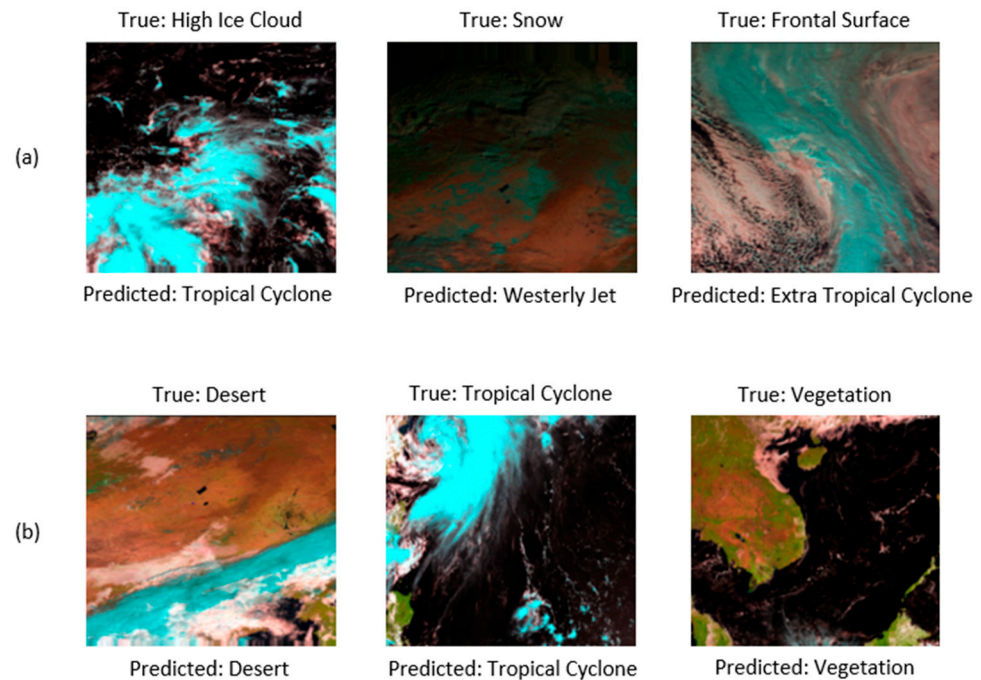 True: High Ice Cloud
True: Snow
True: Frontal Surface
(a)
Predicted: Tropical Cyclone
Predicted: Westerly Jet
Predicted: Extra Tropical Cyclone
True: Desert
True: Tropical Cyclone
True: Vegetation
(b)
Predicted: Desert
Predicted: Tropical Cyclone
Predicted: Vegetation